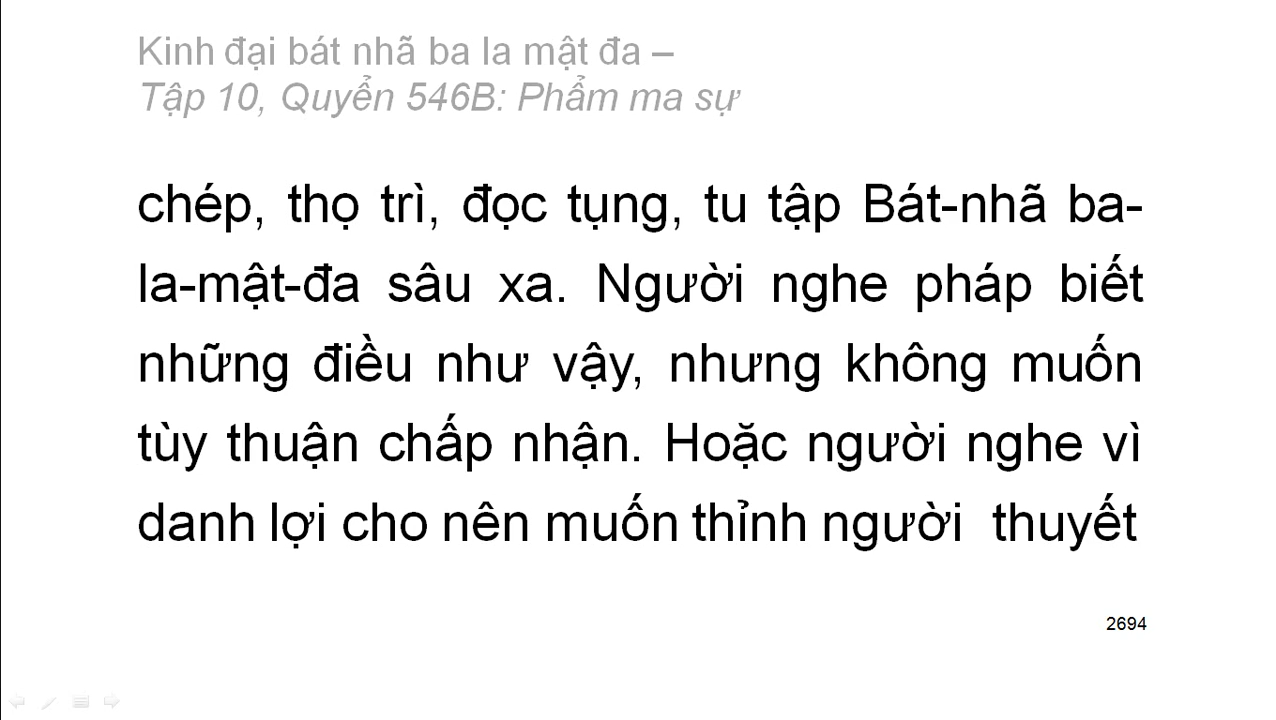 Kinh đại bát nhã ba la mật đa –
Tập 10, Quyển 546B: Phẩm ma sự
chép, thọ trì, đọc tụng, tu tập Bát-nhã ba-
la-mật-đa sâu xa. Người nghe pháp biết
những điều như vậy, nhưng không muốn
tùy thuận chấp nhận. Hoặc người nghe vì
danh lợi cho nên muốn thỉnh người thuyết
2694